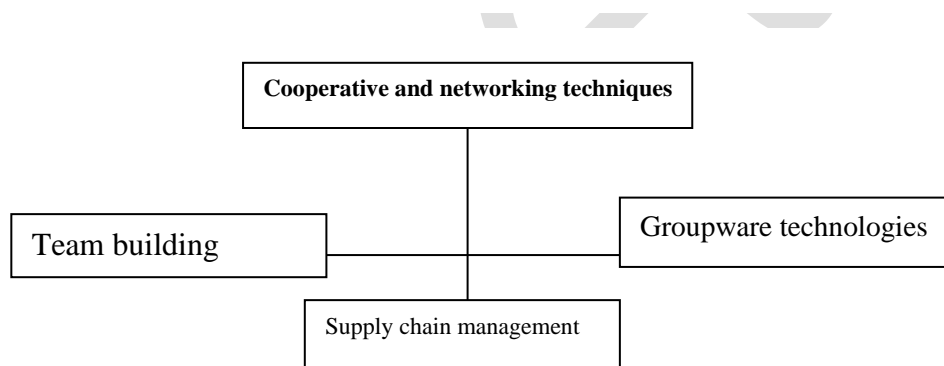 Cooperative and networking techniques
Team building
Groupware technologies
Supply chain management